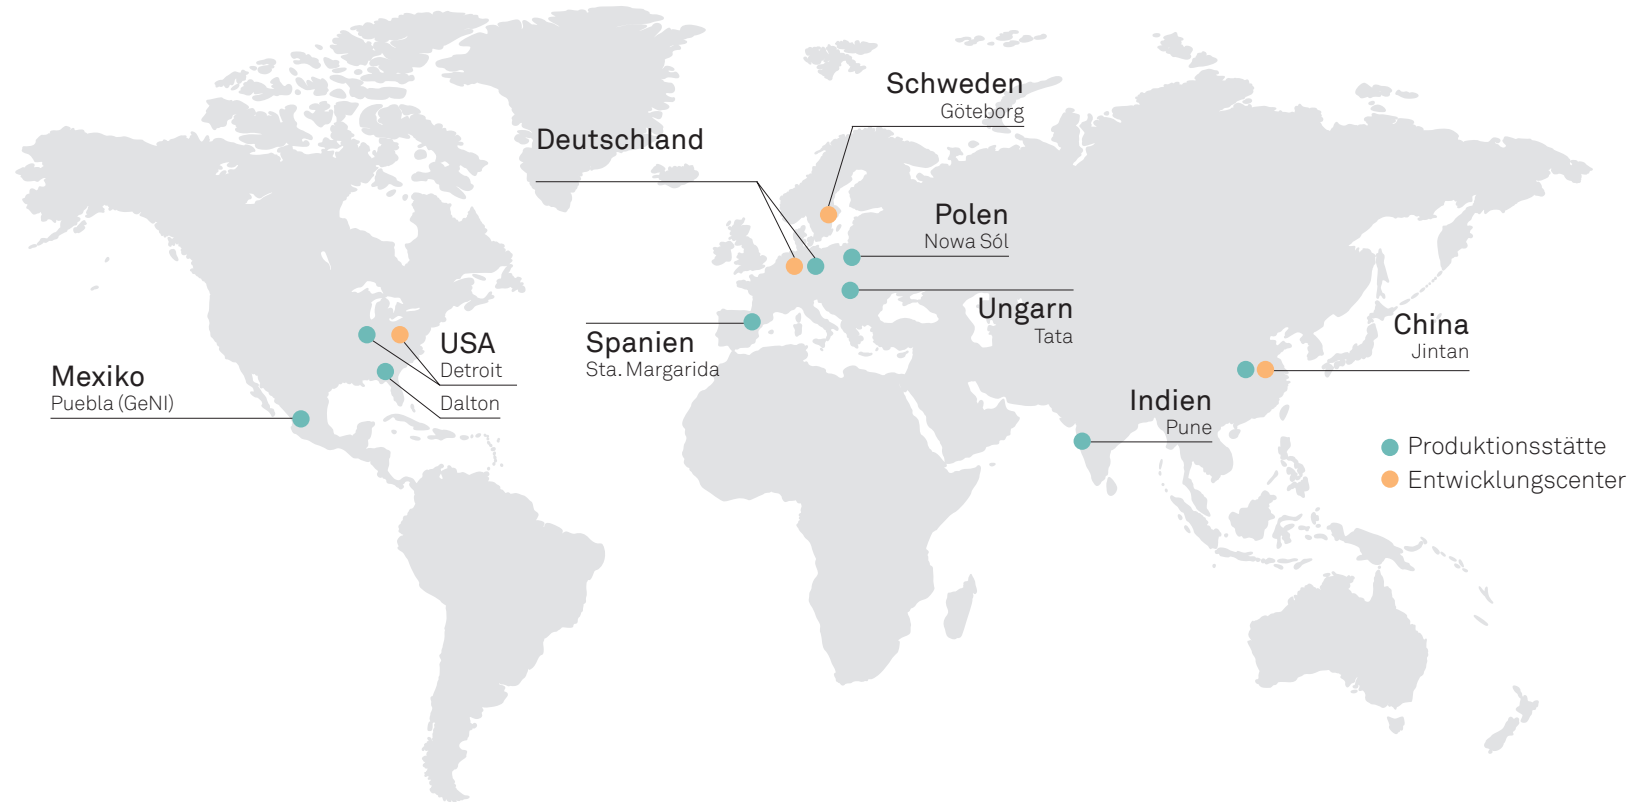 Schweden
Göteborg
Deutschland
Polen
Nowa Sól
Ungarn
Tata
Spanien
Sta. Margarida
USA
Detroit
Dalton
Mexiko
Puebla (GeNI)
China
Jintan
Indien
Pune
Produktionsstätte
Entwicklungscenter